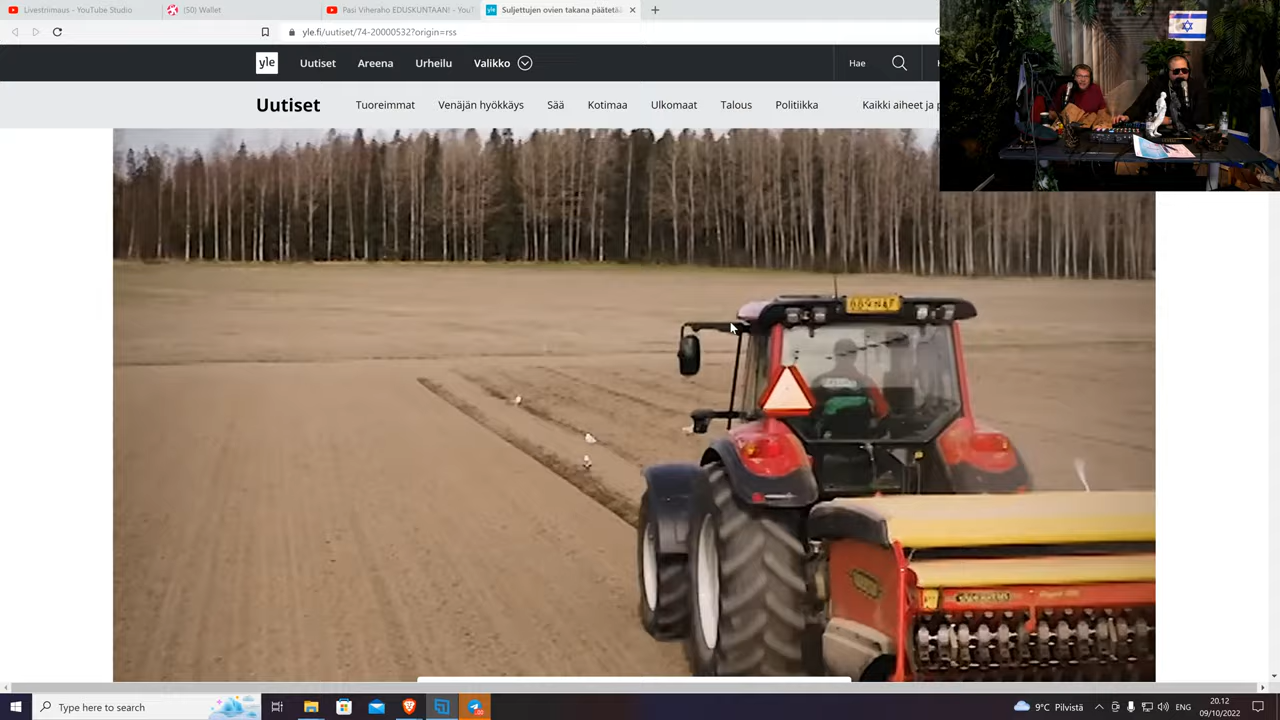 Livestriimaus - YouTube Studio
(50) Wallet
Pasi Viheraho EDUSKUNTAAN! - YouT
Suljettujen ovien takana päätetää
yle.fi/uutiset/74-20000532?origin=rss
yle
Uutiset
Areena
Urheilu
Valikko
Hae
Uutiset
Tuoreimmat
Venäjän hyökkäys
Sää
Kotimaa
Ulkomaat
Talous
Politiikka
Kaikki aiheet ja p
Type here to search
9°C Pilvistä
ENG
20.12
09/10/2022